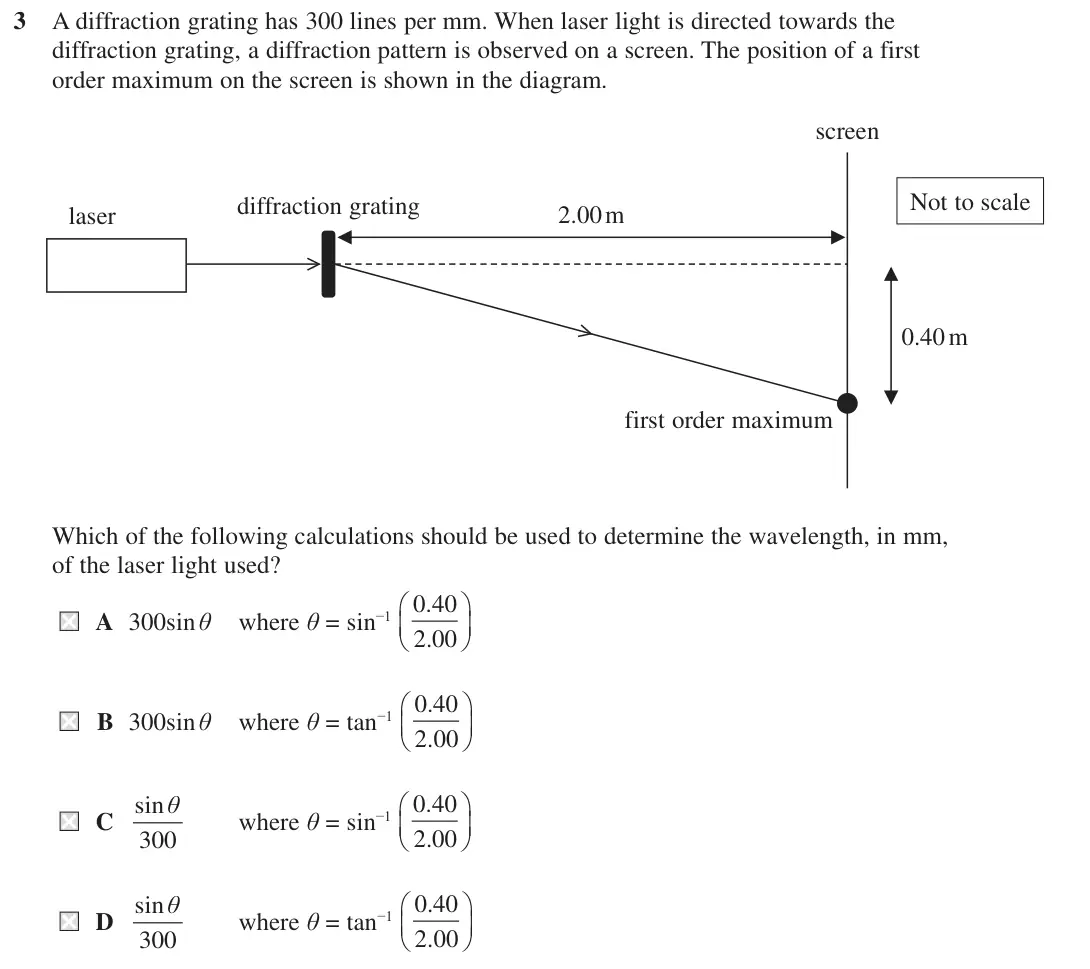 3 A diffraction grating has 300 lines per mm. When laser light is directed towards the
diffraction grating, a diffraction pattern is observed on a screen. The position of a first
order maximum on the screen is shown in the diagram.
screen
Not to scale
laser
diffraction grating
2.00 m
0.40 m
first order maximum
Which of the following calculations should be used to determine the wavelength, in mm,
of the laser light used?
A 300sin θ where θ = sin⁻¹ (0.40/2.00)
B 300sin θ where θ = tan⁻¹ (0.40/2.00)
C sin θ/300 where θ = sin⁻¹ (0.40/2.00)
D sin θ/300 where θ = tan⁻¹ (0.40/2.00)